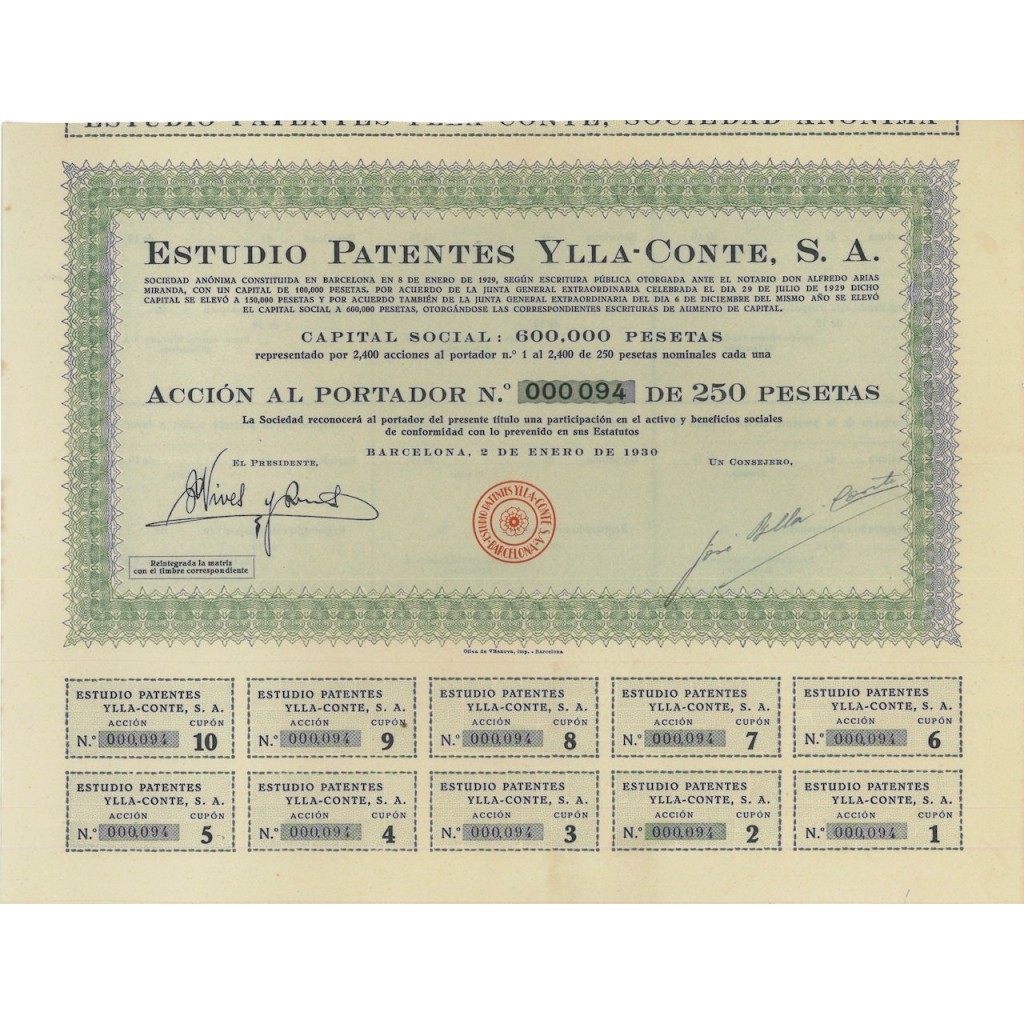 ESTUDIO PATENTES YLLA-CONTE, SOCIEDAD ANÓNIMA
ESTUDIO PATENTES YLLA-CONTE, S. A.
SOCIEDAD ANÓNIMA CONSTITUIDA EN BARCELONA EN 8 DE ENERO DE 1929, SEGÚN ESCRITURA PÚBLICA OTORGADA ANTE EL NOTARIO DON ALFREDO ARIAS
MIRANDA, CON UN CAPITAL DE 100,000 PESETAS. POR ACUERDO DE LA JUNTA GENERAL EXTRAORDINARIA CELEBRADA EL DIA 29 DE JULIO DE 1929 DICHO
CAPITAL SE ELEVÓ A 150,000 PESETAS Y POR ACUERDO TAMBIÉN DE LA JUNTA GENERAL EXTRAORDINARIA DEL DIA 6 DE DICIEMBRE DEL MISMO AÑO SE ELEVÓ
EL CAPITAL SOCIAL A 600,000 PESETAS, OTORGÁNDOSE LAS CORRESPONDIENTES ESCRITURAS DE AUMENTO DE CAPITAL.
CAPITAL SOCIAL: 600,000 PESETAS
representado por 2,400 acciones al portador n.º 1 al 2,400 de 250 pesetas nominales cada una
ACCIÓN AL PORTADOR N.º 000094 DE 250 PESETAS
La Sociedad reconocerá al portador del presente título una participación en el activo y beneficios sociales
de conformidad con lo prevenido en sus Estatutos
BARCELONA, 2 DE ENERO DE 1930
EL PRESIDENTE, UN CONSEJERO,
Vives y
José Ylla Conte
ESTUDIO PATENTES YLLA-CONTE S.A.
BARCELONA
Reintegrada la matriz
con el timbre correspondiente
Oliva de Vilanova, imp. - Barcelona
ESTUDIO PATENTES ESTUDIO PATENTES ESTUDIO PATENTES ESTUDIO PATENTES ESTUDIO PATENTES
YLLA-CONTE, S. A. YLLA-CONTE, S. A. YLLA-CONTE, S. A. YLLA-CONTE, S. A. YLLA-CONTE, S. A.
ACCIÓN CUPÓN ACCIÓN CUPÓN ACCIÓN CUPÓN ACCIÓN CUPÓN ACCIÓN CUPÓN
N.º 000,094 10 N.º 000,094 9 N.º 000,094 8 N.º 000,094 7 N.º 000,094 6
ESTUDIO PATENTES ESTUDIO PATENTES ESTUDIO PATENTES ESTUDIO PATENTES ESTUDIO PATENTES
YLLA-CONTE, S. A. YLLA-CONTE, S. A. YLLA-CONTE, S. A. YLLA-CONTE, S. A. YLLA-CONTE, S. A.
ACCIÓN CUPÓN ACCIÓN CUPÓN ACCIÓN CUPÓN ACCIÓN CUPÓN ACCIÓN CUPÓN
N.º 000,094 5 N.º 000,094 4 N.º 000,094 3 N.º 000,094 2 N.º 000,094 1